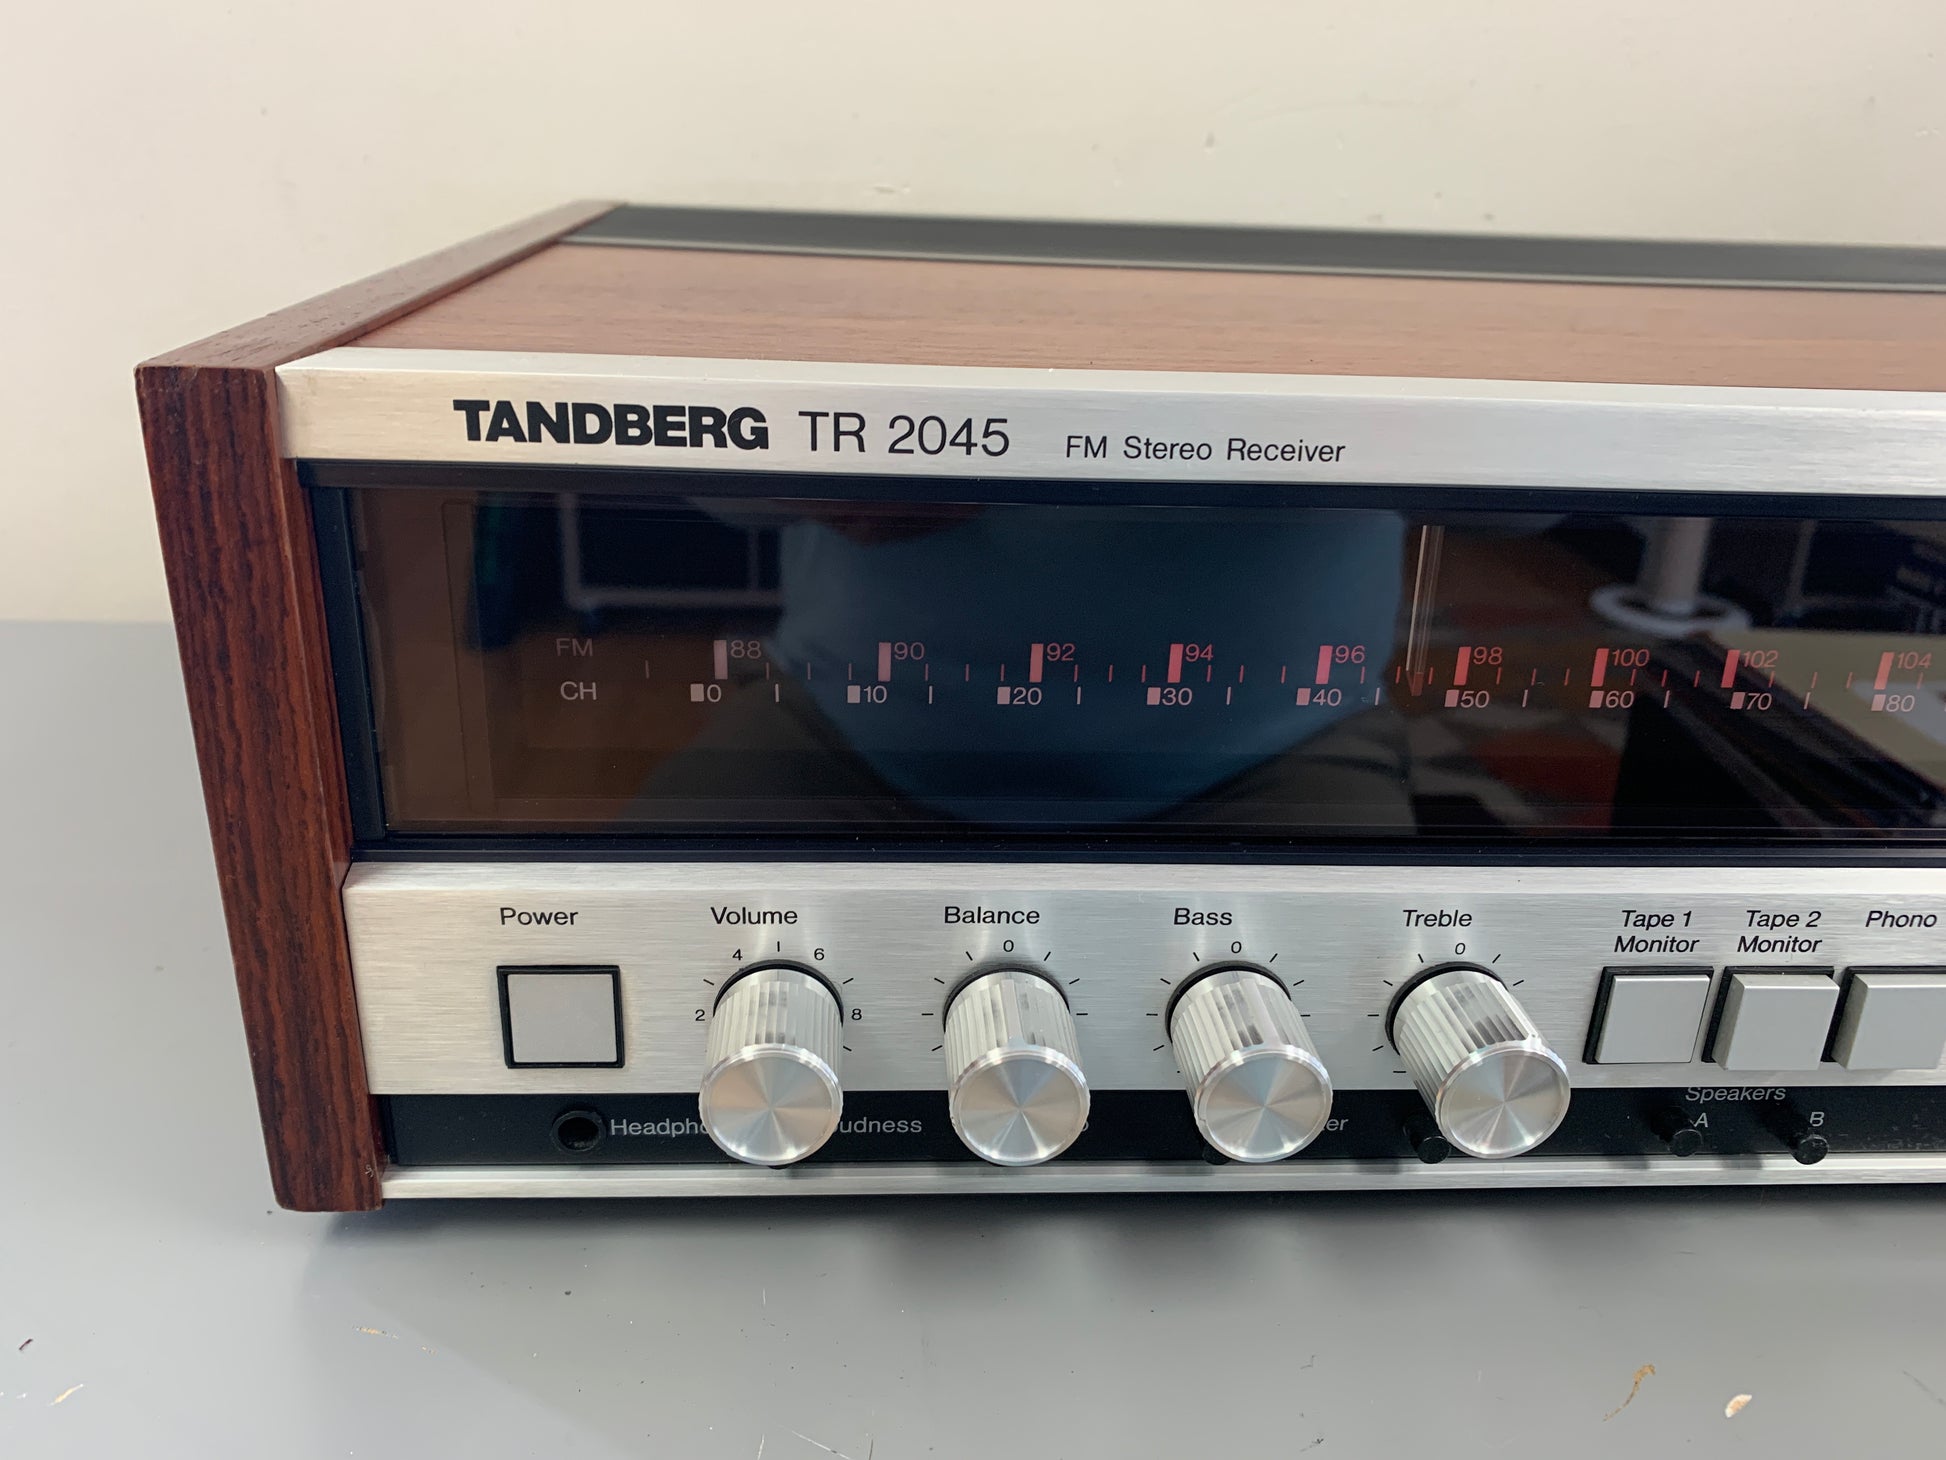 TANDBERG TR 2045 FM Stereo Receiver
FM 88 90 92 94 96 98 100 102 104
CH 0 10 20 30 40 50 60 70 80
Power Volume Balance Bass Treble Tape 1 Monitor Tape 2 Monitor Phono
4 6 0 0 0
2 8
Speakers
A B